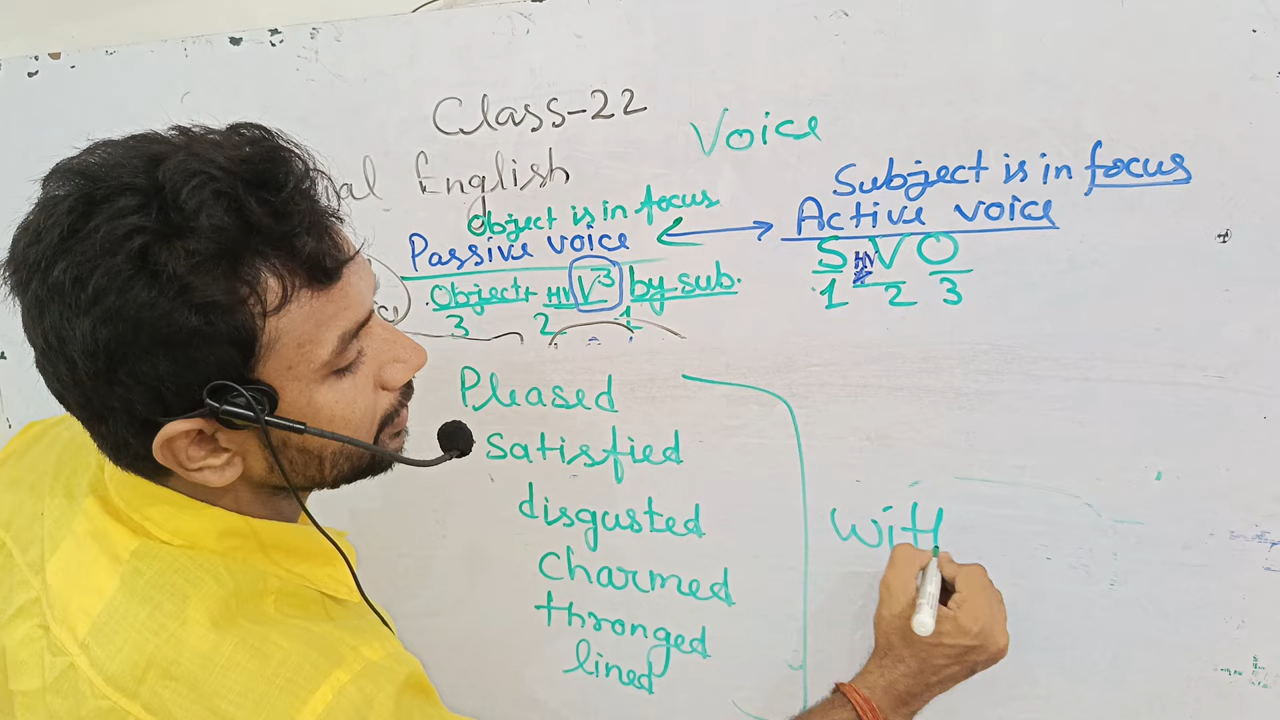 Class-22
Voice
English
Object is in focus
Passive voice
Object + HV V³ by sub.
3 2 1
Subject is in focus
Active voice
S HV V O
1 2 3
Pleased
Satisfied
disgusted
Charmed
thronged
lined
With